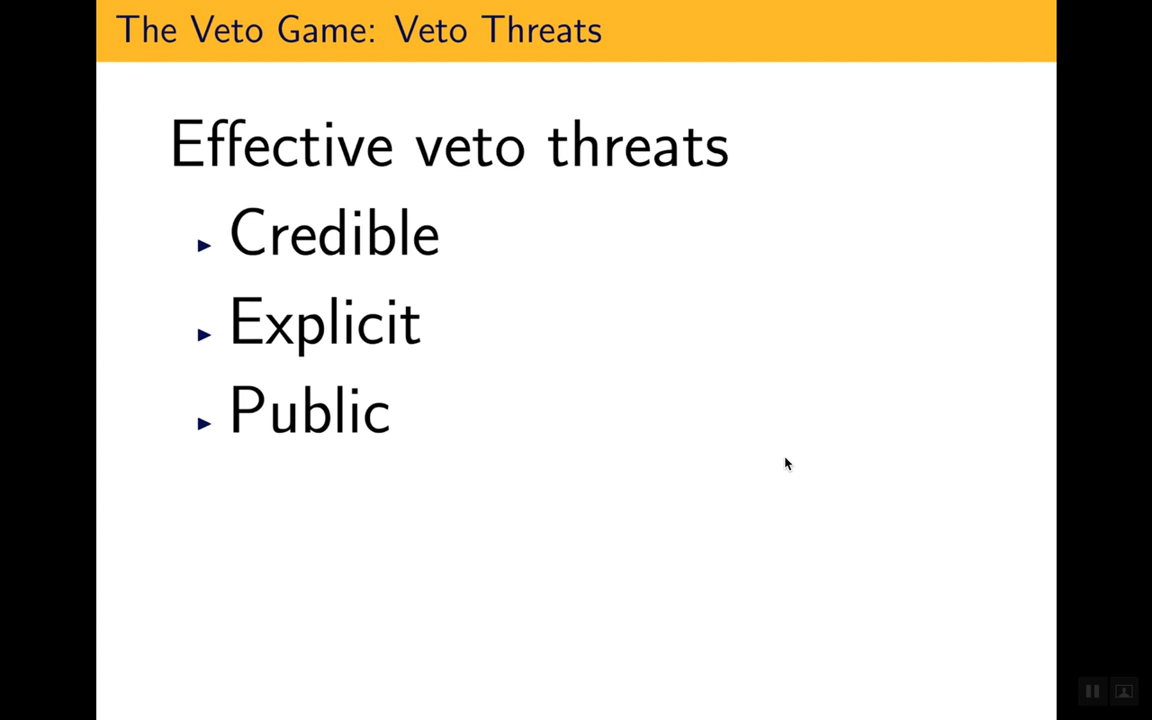 The Veto Game: Veto Threats
Effective veto threats
Credible
Explicit
Public